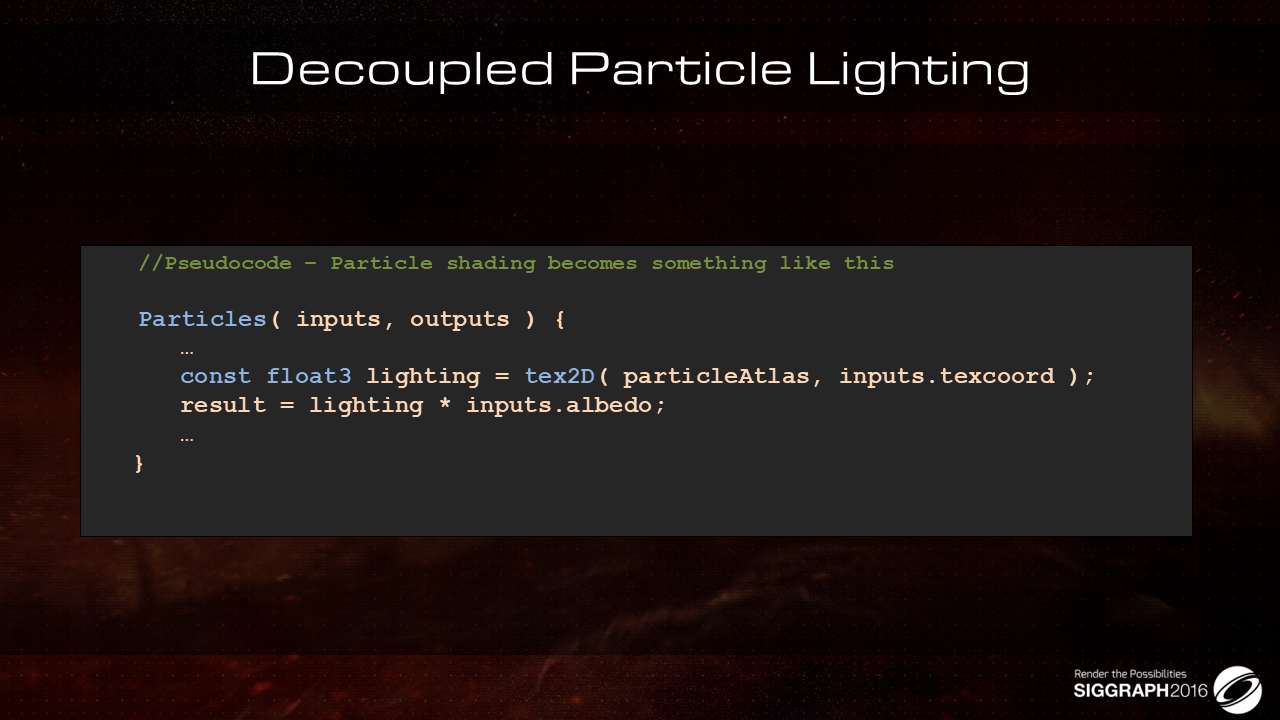 Decoupled Particle Lighting
//Pseudocode – Particle shading becomes something like this
Particles( inputs, outputs ) {
…
const float3 lighting = tex2D( particleAtlas, inputs.texcoord );
result = lighting * inputs.albedo;
…
}
Render the Possibilities
SIGGRAPH2016